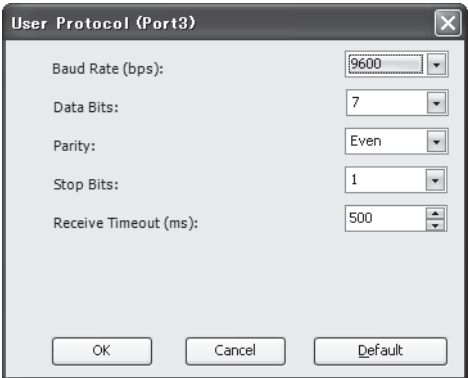 User Protocol (Port3)
Baud Rate (bps): 9600
Data Bits: 7
Parity: Even
Stop Bits: 1
Receive Timeout (ms): 500
OK Cancel Default